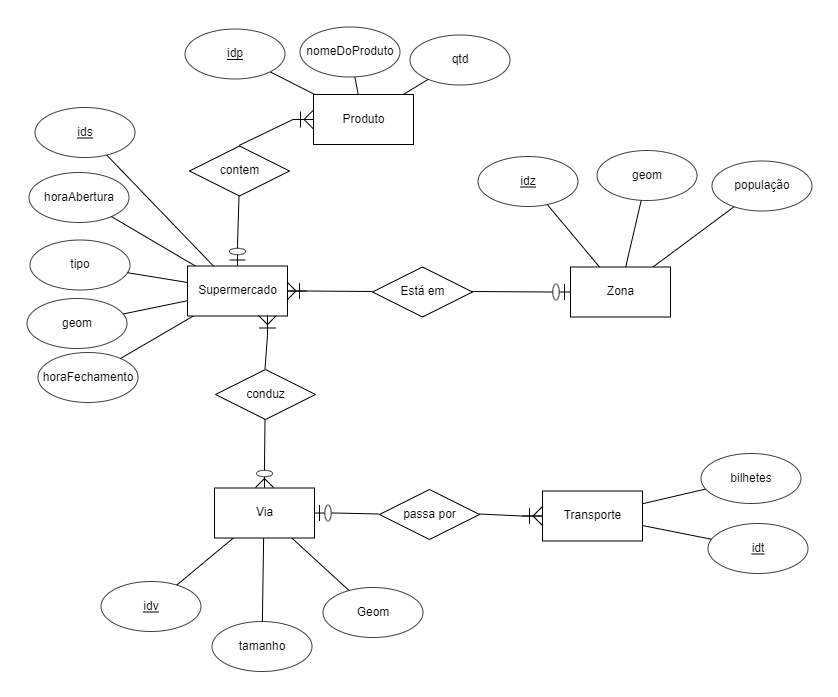 idp
nomeDoProduto
qtd
Produto
ids
contem
horaAbertura
idz
geom
população
tipo
Supermercado
Está em
Zona
geom
horaFechamento
conduz
bilhetes
Via
passa por
Transporte
idt
idv
Geom
tamanho